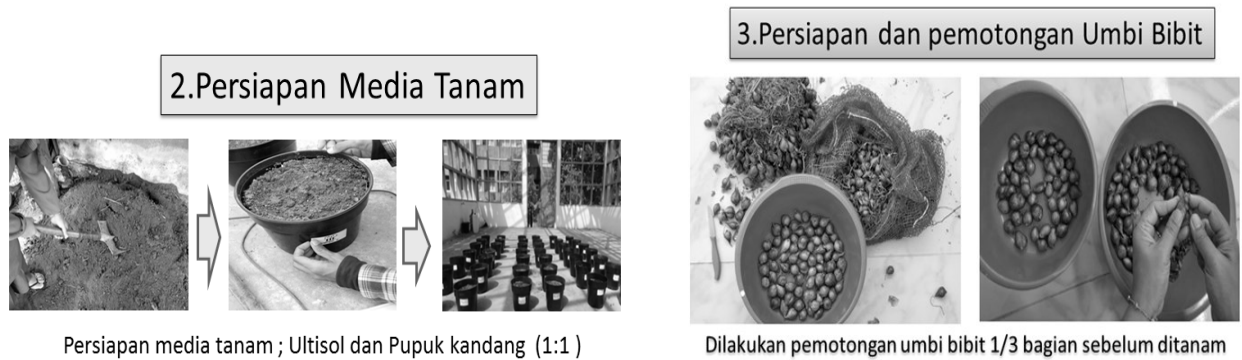 2.Persiapan Media Tanam
Persiapan media tanam ; Ultisol dan Pupuk kandang (1:1 )
3.Persiapan dan pemotongan Umbi Bibit
Dilakukan pemotongan umbi bibit 1/3 bagian sebelum ditanam